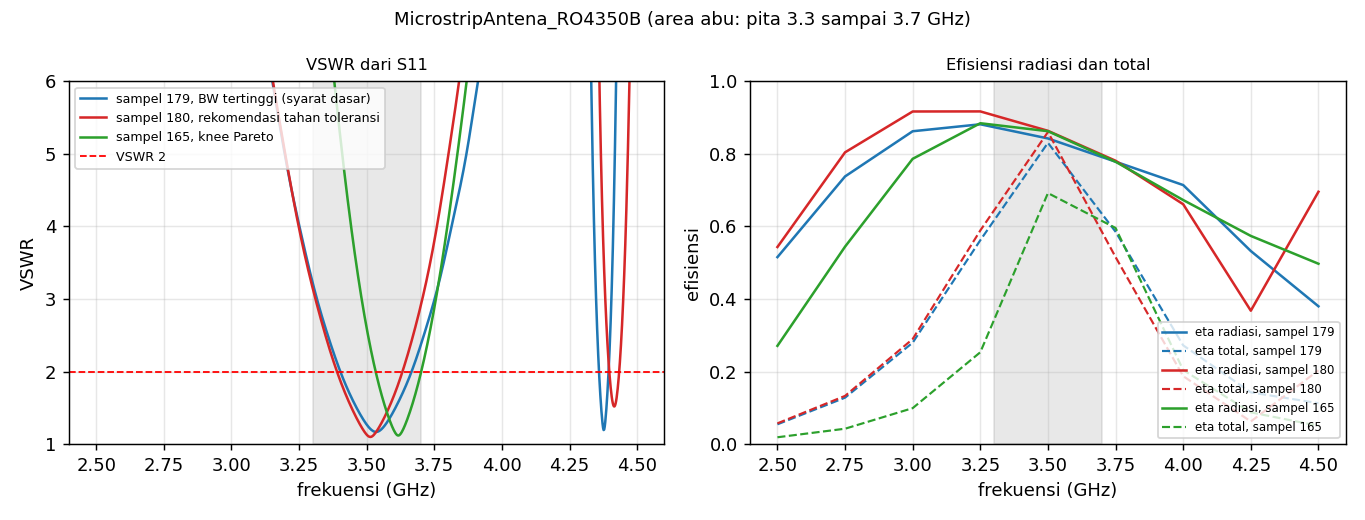 MicrostripAntena_RO4350B (area abu: pita 3.3 sampai 3.7 GHz)
VSWR dari S11
6
5
4
3
2
1
VSWR
sampel 179, BW tertinggi (syarat dasar)
sampel 180, rekomendasi tahan toleransi
sampel 165, knee Pareto
VSWR 2
2.50 2.75 3.00 3.25 3.50 3.75 4.00 4.25 4.50
frekuensi (GHz)
Efisiensi radiasi dan total
1.0
0.8
0.6
0.4
0.2
0.0
efisiensi
eta radiasi, sampel 179
eta total, sampel 179
eta radiasi, sampel 180
eta total, sampel 180
eta radiasi, sampel 165
eta total, sampel 165
2.50 2.75 3.00 3.25 3.50 3.75 4.00 4.25 4.50
frekuensi (GHz)